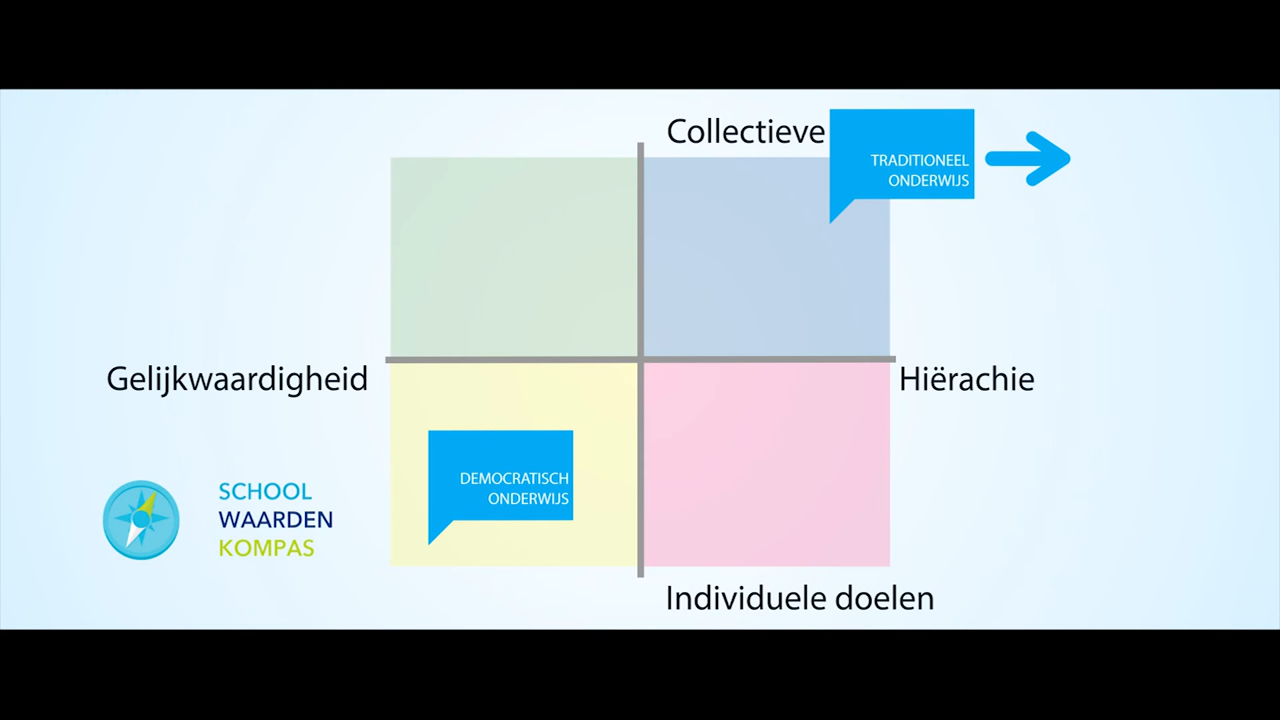 Collectieve
TRADITIONEEL
ONDERWIJS
Gelijkwaardigheid
Hiërachie
DEMOCRATISCH
ONDERWIJS
SCHOOL
WAARDEN
KOMPAS
Individuele doelen